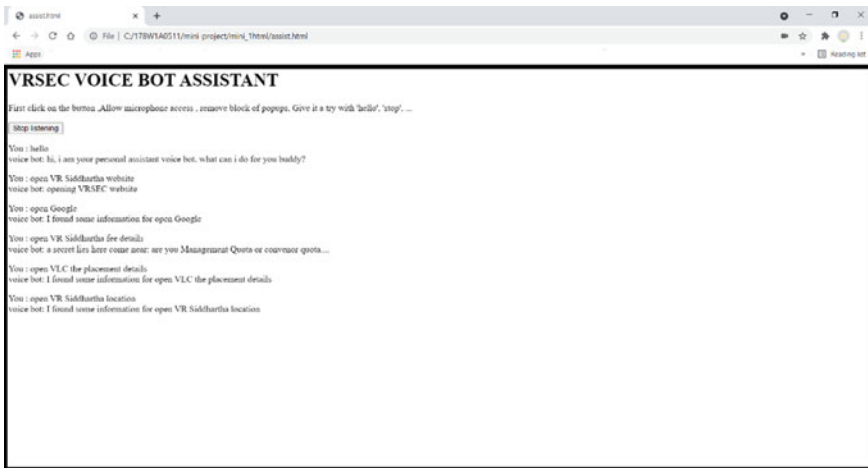 assist.html
File | C:/178W1A0511/mini-project/mini_1html/assist.html
Apps
Reading list
VRSEC VOICE BOT ASSISTANT
First click on the button ,Allow microphone access , remove block of popups, Give it a try with 'hello', 'stop', ...
Stop listening
You : hello
voice bot: hi, i am your personal assistant voice bot. what can i do for you buddy?
You : open VR Siddhartha website
voice bot: opening VRSEC website
You : open Google
voice bot: I found some information for open Google
You : open VR Siddhartha fee details
voice bot: a secret lies here come near: are you Management Quota or convenor quota....
You : open VLC the placement details
voice bot: I found some information for open VLC the placement details
You : open VR Siddhartha location
voice bot: I found some information for open VR Siddhartha location